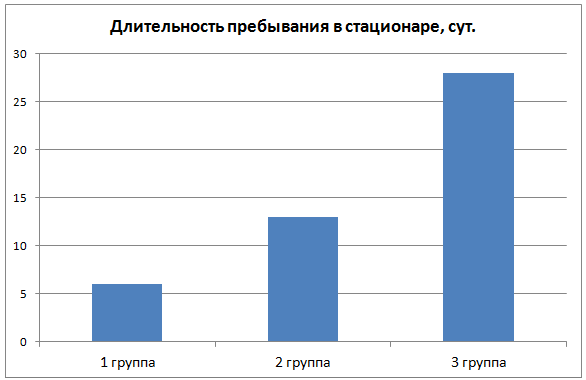 Длительность пребывания в стационаре, сут.
30
25
20
15
10
5
0
1 группа
2 группа
3 группа